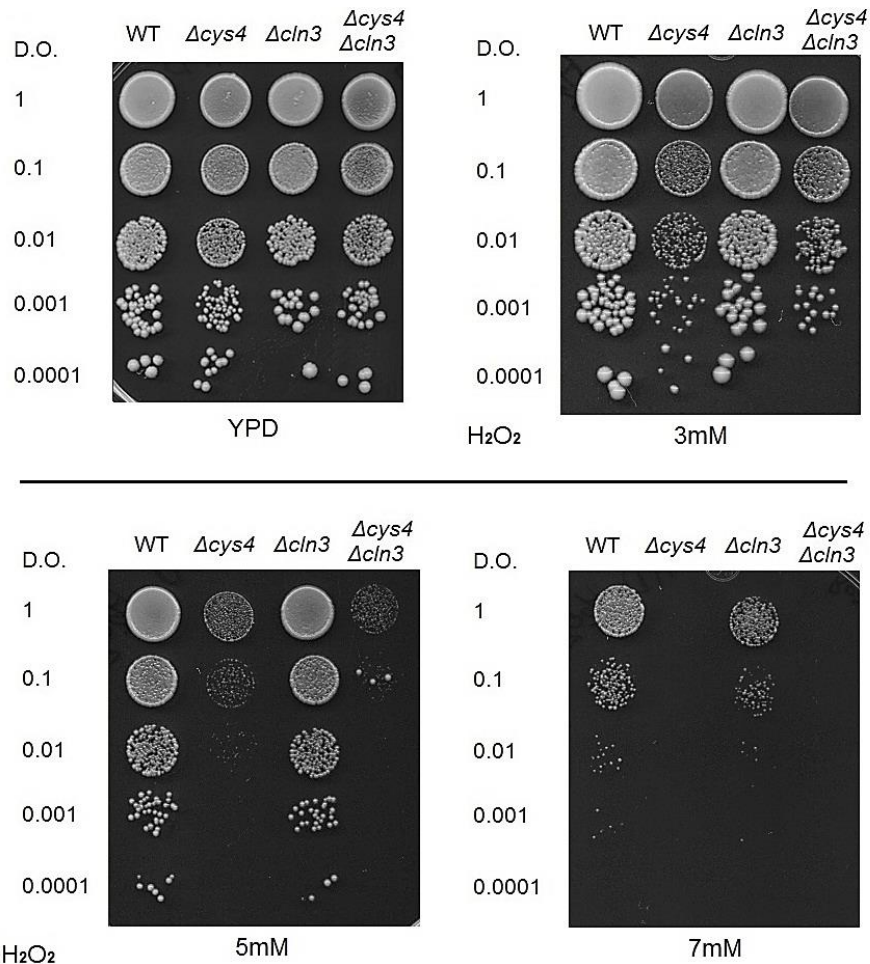 WT Δcys4 Δcln3 Δcys4 Δcln3
D.O.
1
0.1
0.01
0.001
0.0001
YPD
WT Δcys4 Δcln3 Δcys4 Δcln3
D.O.
1
0.1
0.01
0.001
0.0001
H₂O₂ 3mM
WT Δcys4 Δcln3 Δcys4 Δcln3
D.O.
1
0.1
0.01
0.001
0.0001
H₂O₂ 5mM
WT Δcys4 Δcln3 Δcys4 Δcln3
D.O.
1
0.1
0.01
0.001
0.0001
7mM